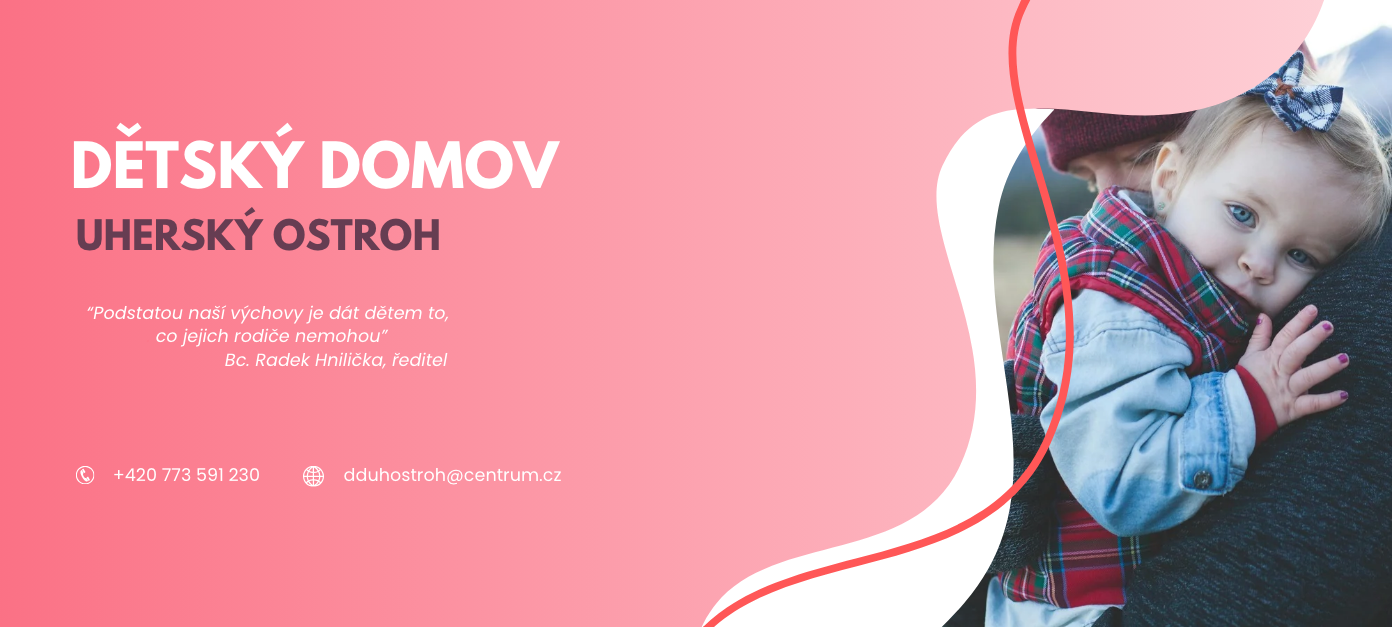 DĚTSKÝ DOMOV
UHERSKÝ OSTROH
“Podstatou naší výchovy je dát dětem to,
co jejich rodiče nemohou”
Bc. Radek Hnilička, ředitel
+420 773 591 230 dduhostroh@centrum.cz